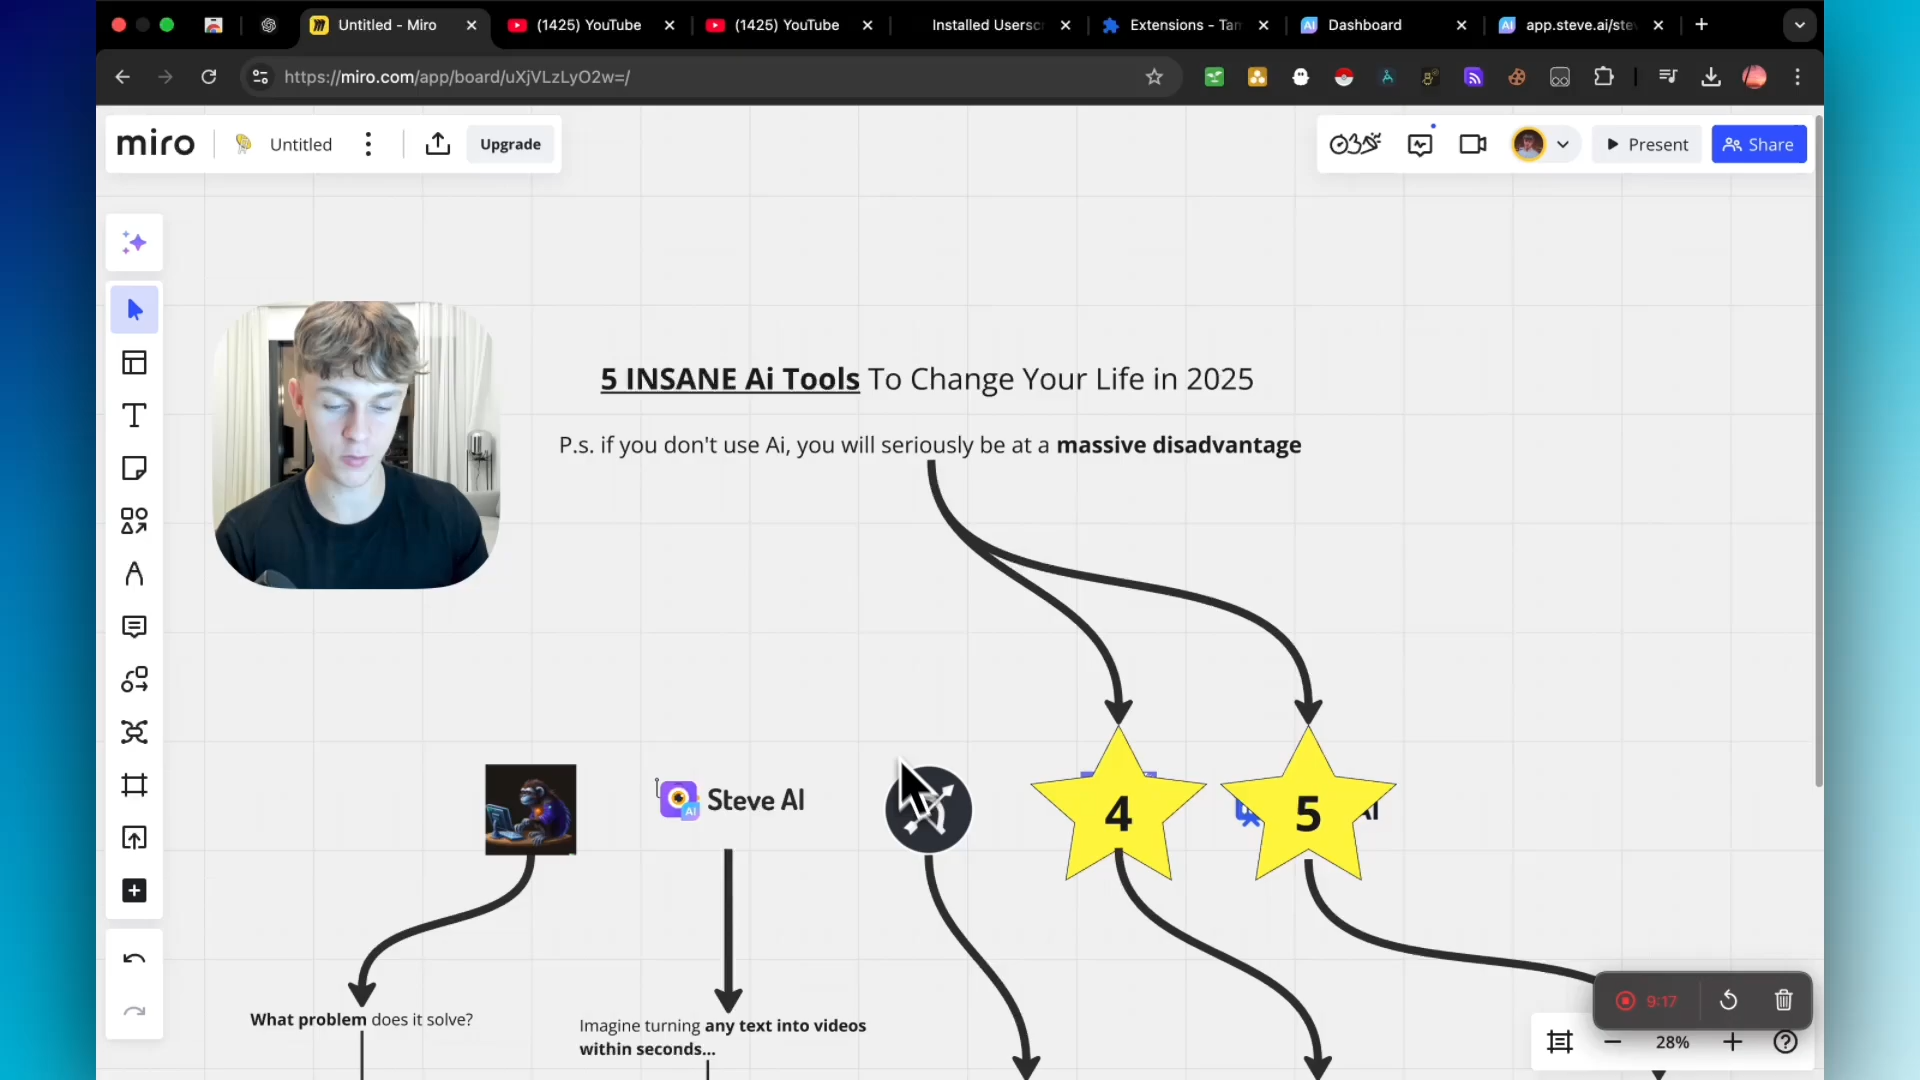 Untitled - Miro
(1425) YouTube
(1425) YouTube
Installed Usersc
Extensions - Tam
Dashboard
app.steve.ai/ste
https://miro.com/app/board/uXjVLzLyO2w=/
miro
Untitled
Upgrade
Present
Share
5 INSANE Ai Tools To Change Your Life in 2025
P.s. if you don't use Ai, you will seriously be at a massive disadvantage
Steve AI
AI
4
5
AI
What problem does it solve?
Imagine turning any text into videos
within seconds...
9:17
28%